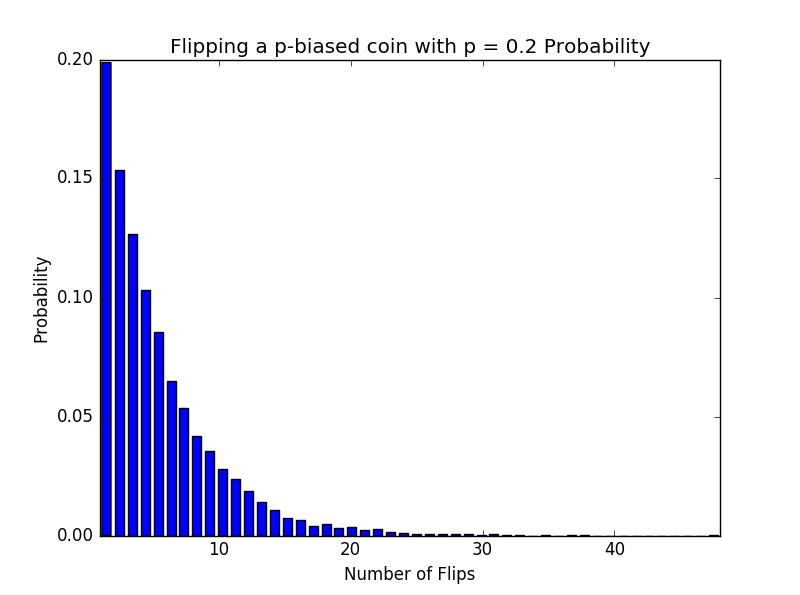 Flipping a p-biased coin with p = 0.2 Probability
0.20
0.15
0.10
0.05
0.00
Probability
10 20 30 40
Number of Flips